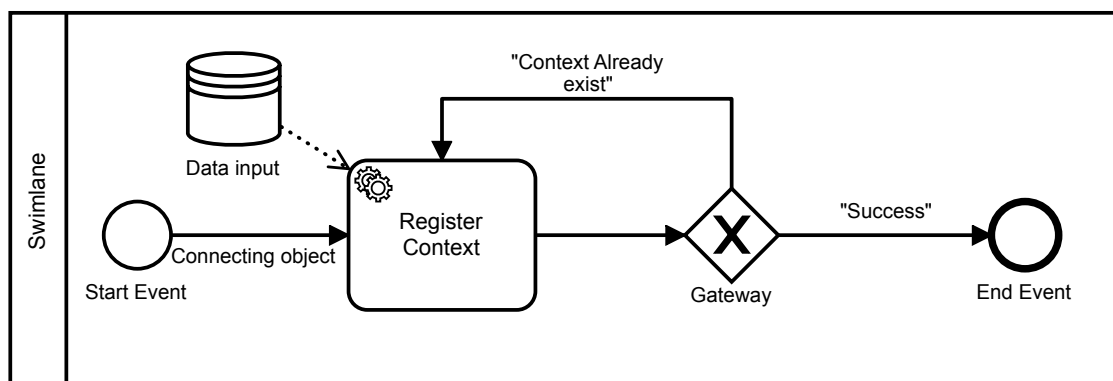 Swimlane
"Context Already
exist"
Data input
Register
Context
"Success"
Connecting object
Start Event
Gateway
End Event